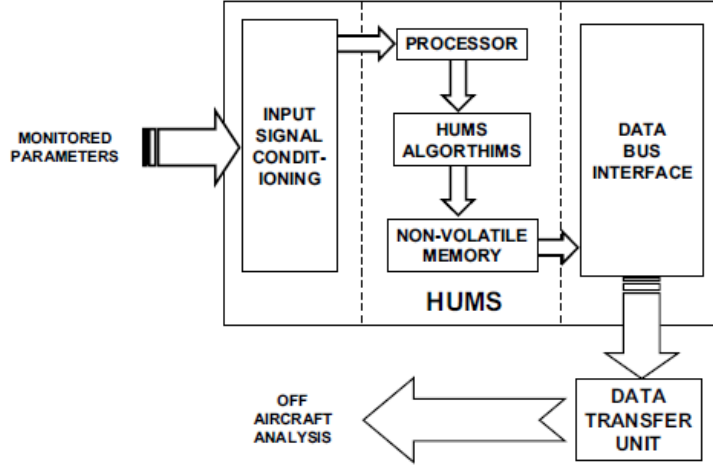 MONITORED
PARAMETERS
INPUT
SIGNAL
CONDIT-
IONING
PROCESSOR
HUMS
ALGORTHIMS
NON-VOLATILE
MEMORY
HUMS
DATA
BUS
INTERFACE
DATA
TRANSFER
UNIT
OFF
AIRCRAFT
ANALYSIS